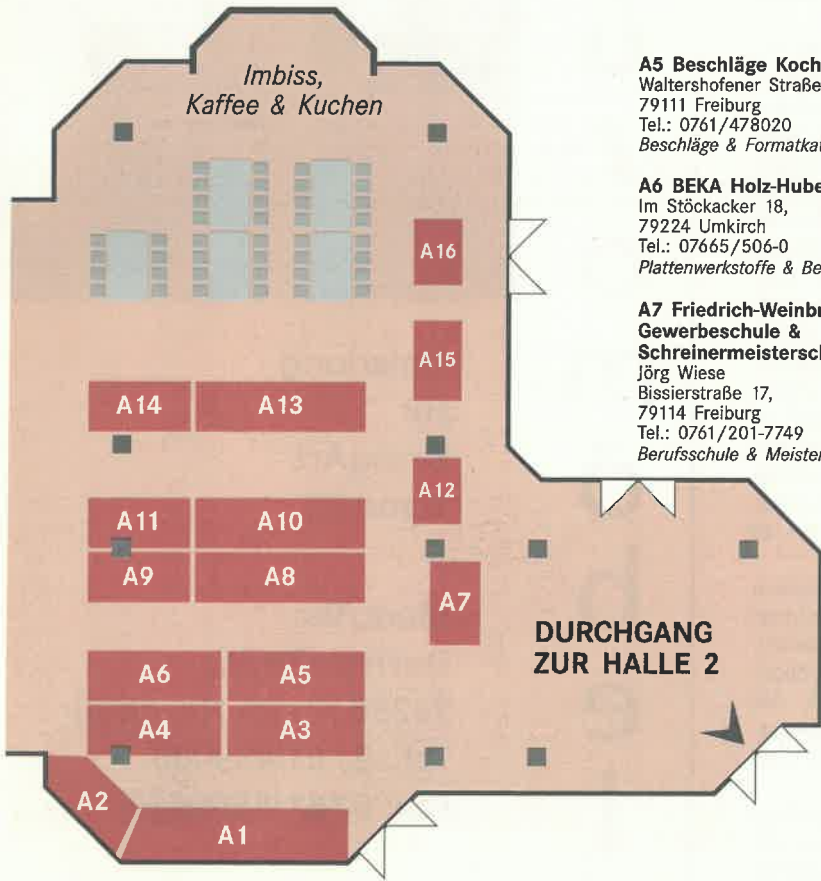 Imbiss,
Kaffee & Kuchen
A16
A15
A14
A13
A12
A11
A10
A9
A8
A7
A6
A5
A4
A3
A2
A1
DURCHGANG
ZUR HALLE 2
A5 Beschläge Koch
Waltershofener Straße
79111 Freiburg
Tel.: 0761/478020
Beschläge & Formatka
A6 BEKA Holz-Hube
Im Stöckacker 18,
79224 Umkirch
Tel.: 07665/506-0
Plattenwerkstoffe & Be
A7 Friedrich-Weinbr
Gewerbeschule &
Schreinermeistersc
Jörg Wiese
Bissierstraße 17,
79114 Freiburg
Tel.: 0761/201-7749
Berufsschule & Meister